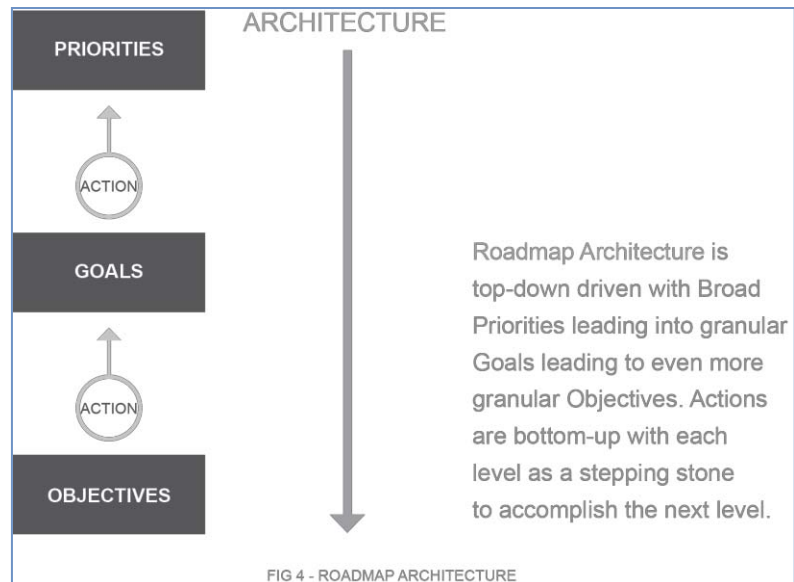 ARCHITECTURE
PRIORITIES
ACTION
GOALS
ACTION
OBJECTIVES
Roadmap Architecture is
top-down driven with Broad
Priorities leading into granular
Goals leading to even more
granular Objectives. Actions
are bottom-up with each
level as a stepping stone
to accomplish the next level.
FIG 4 - ROADMAP ARCHITECTURE